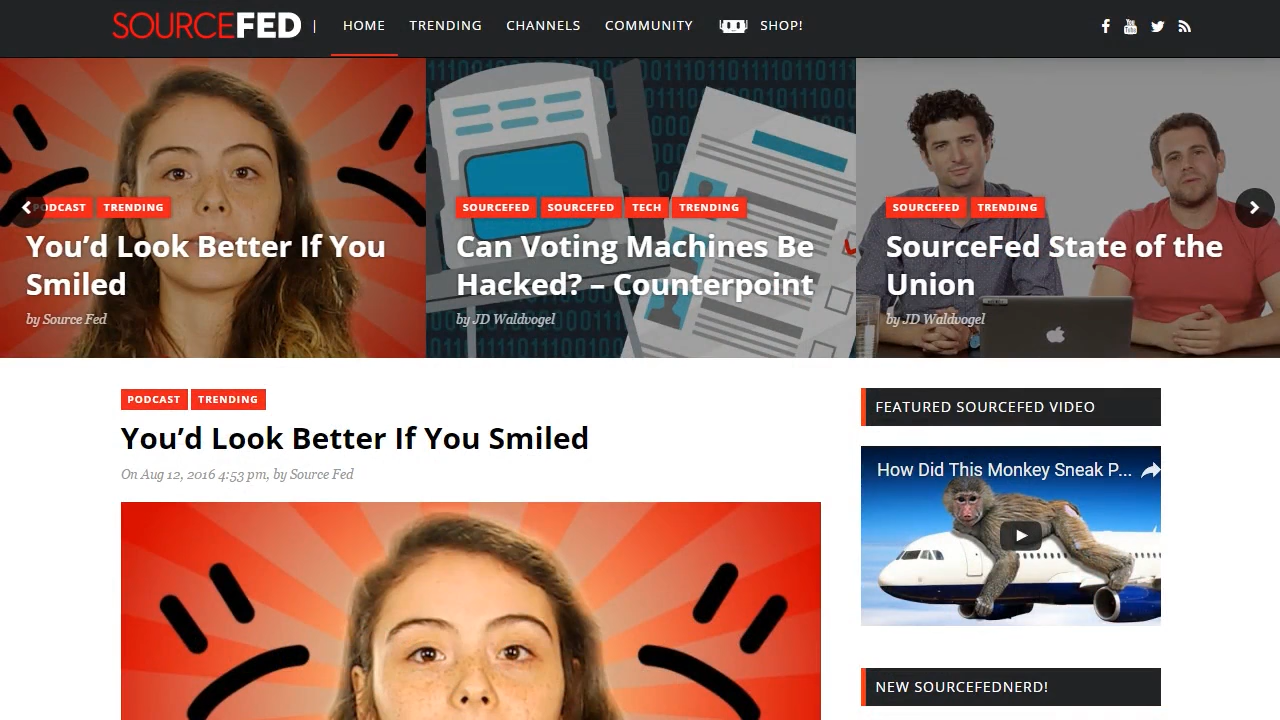 SOURCEFED | HOME TRENDING CHANNELS COMMUNITY SHOP!
PODCAST TRENDING
You’d Look Better If You
Smiled
by Source Fed
SOURCEFED SOURCEFED TECH TRENDING
Can Voting Machines Be
Hacked? – Counterpoint
by JD Waldvogel
SOURCEFED TRENDING
SourceFed State of the
Union
by JD Waldvogel
PODCAST TRENDING
You’d Look Better If You Smiled
On Aug 12, 2016 4:53 pm, by Source Fed
FEATURED SOURCEFED VIDEO
How Did This Monkey Sneak P...
NEW SOURCEFEDNERD!